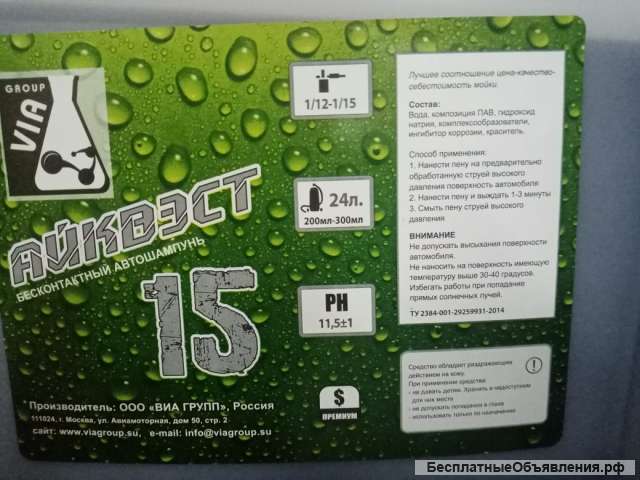 GROUP
VIA
АЙКВЭСТ
БЕСКОНТАКТНЫЙ АВТОШАМПУНЬ
15
Производитель: ООО «ВИА ГРУПП», Россия
111024, г. Москва, ул. Авиамоторная, дом 50, стр. 2
сайт: www.viagroup.su, e-mail: info@viagroup.su
1/12-1/15
24л.
200мл-300мл
PH
11,5±1
$
ПРЕМИУМ
Лучшее соотношение цена-качество-
себестоимость мойки.
Состав:
Вода, композиция ПАВ, гидроксид
натрия, комплексообразователи,
ингибитор коррозии, краситель.
Способ применения:
1. Нанести пену на предварительно
обработанную струей высокого
давления поверхность автомобиля
2. Нанести пену и выждать 1-3 минуты
3. Смыть пену струей высокого
давления
ВНИМАНИЕ
Не допускать высыхания поверхности
автомобиля.
Не наносить на поверхность имеющую
температуру выше 30-40 градусов.
Избегать работы при попадании
прямых солнечных лучей.
ТУ 2384-001-29259931-2014
Средство обладает раздражающим
действием на кожу.
При применении средства:
- не давать детям. Хранить в недоступном
для них месте
- не допускать попадания в глаза
- использовать только по назначению
!
БесплатныеОбъявления.рф